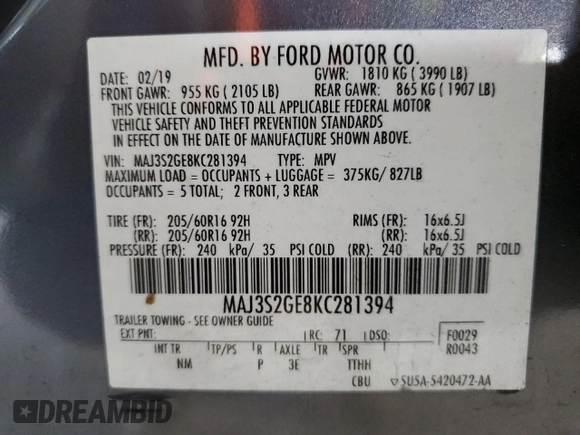 MFD. BY FORD MOTOR CO.
DATE: 02/19 GVWR: 1810 KG ( 3990 LB)
FRONT GAWR: 955 KG ( 2105 LB) REAR GAWR: 865 KG ( 1907 LB)
THIS VEHICLE CONFORMS TO ALL APPLICABLE FEDERAL MOTOR
VEHICLE SAFETY AND THEFT PREVENTION STANDARDS
IN EFFECT ON THE DATE OF MANUFACTURE SHOWN ABOVE.
VIN: MAJ3S2GE8KC281394 TYPE: MPV
MAXIMUM LOAD = OCCUPANTS + LUGGAGE = 375KG/ 827LB
OCCUPANTS = 5 TOTAL; 2 FRONT, 3 REAR
TIRE (FR): 205/60R16 92H RIMS (FR): 16x6.5J
(RR): 205/60R16 92H (RR): 16x6.5J
PRESSURE (FR): 240 kPa/ 35 PSI COLD (RR): 240 kPa/ 35 PSI COLD
MAJ3S2GE8KC281394
TRAILER TOWING - SEE OWNER GUIDE
EXT PNT: RC: 71 DSO: F0029
R0043
INT TR TP/PS R AXLE TR SPR
NM P 3E TTHH
CBU ▽5U5A-5420472-AA
DREAMBID